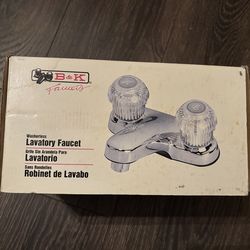 B&K
Faucets
Washerless
Lavatory Faucet
Grifo Sin Arandela Para
Lavatorio
Sans Rondelles
Robinet de Lavabo